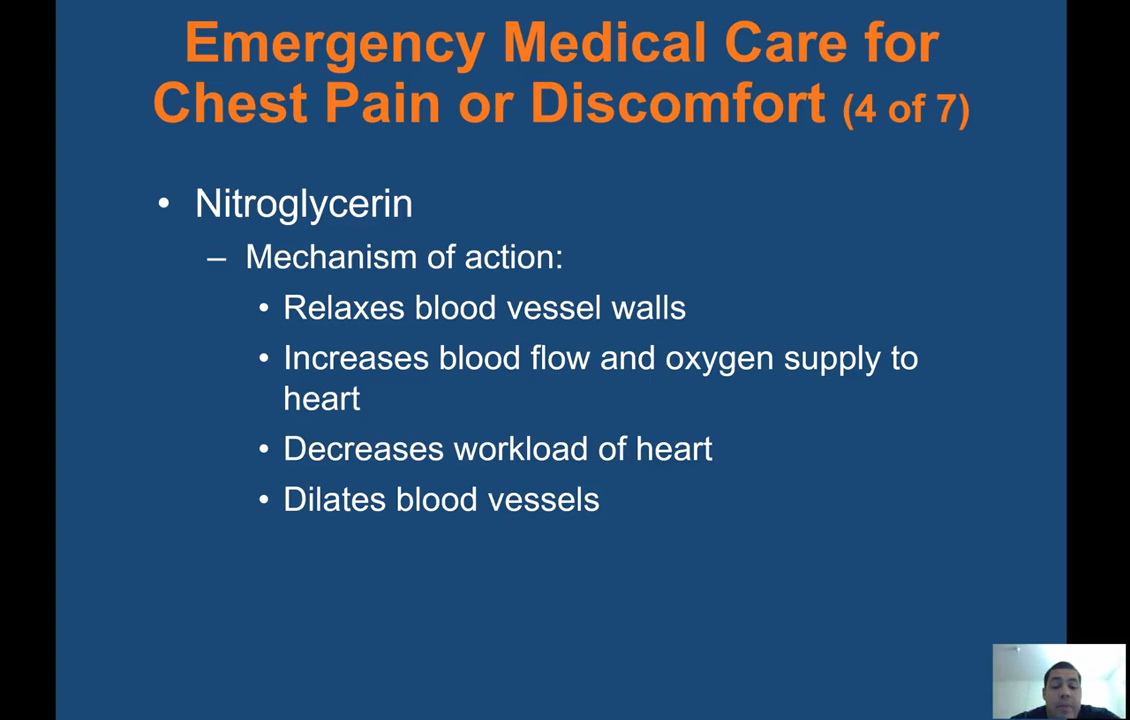 Emergency Medical Care for
Chest Pain or Discomfort (4 of 7)
• Nitroglycerin
– Mechanism of action:
• Relaxes blood vessel walls
• Increases blood flow and oxygen supply to
heart
• Decreases workload of heart
• Dilates blood vessels